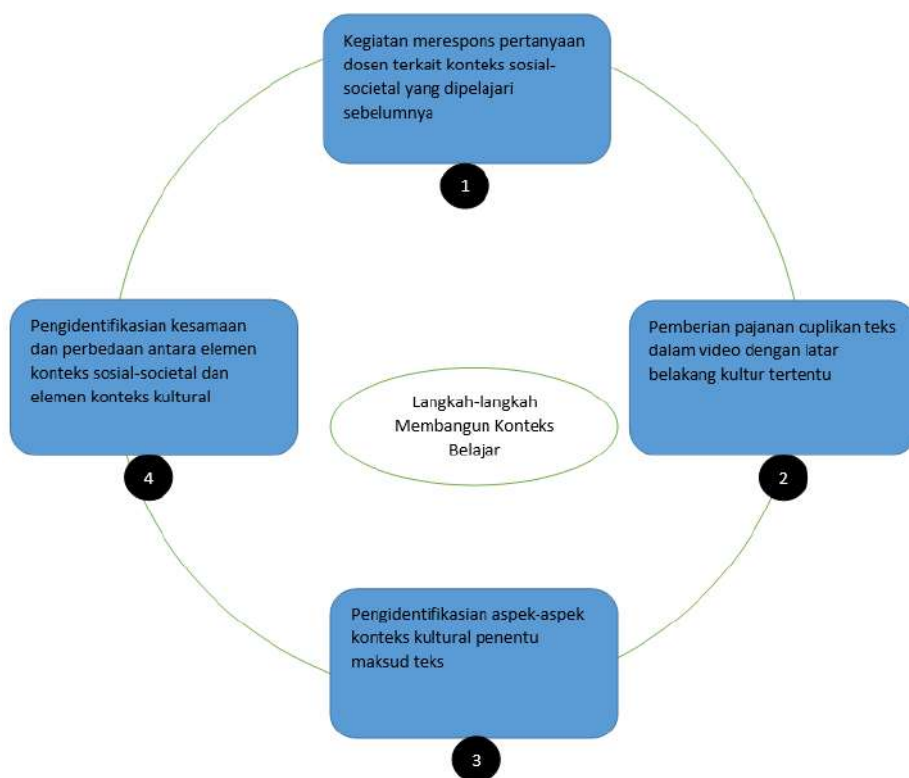 Kegiatan merespons pertanyaan
dosen terkait konteks sosial-
societal yang dipelajari
sebelumnya
1
Pemberian pajanan cuplikan teks
dalam video dengan latar
belakang kultur tertentu
2
Pengidentifikasian aspek-aspek
konteks kultural penentu
maksud teks
3
Pengidentifikasian kesamaan
dan perbedaan antara elemen
konteks sosial-societal dan
elemen konteks kultural
4
Langkah-langkah
Membangun Konteks
Belajar